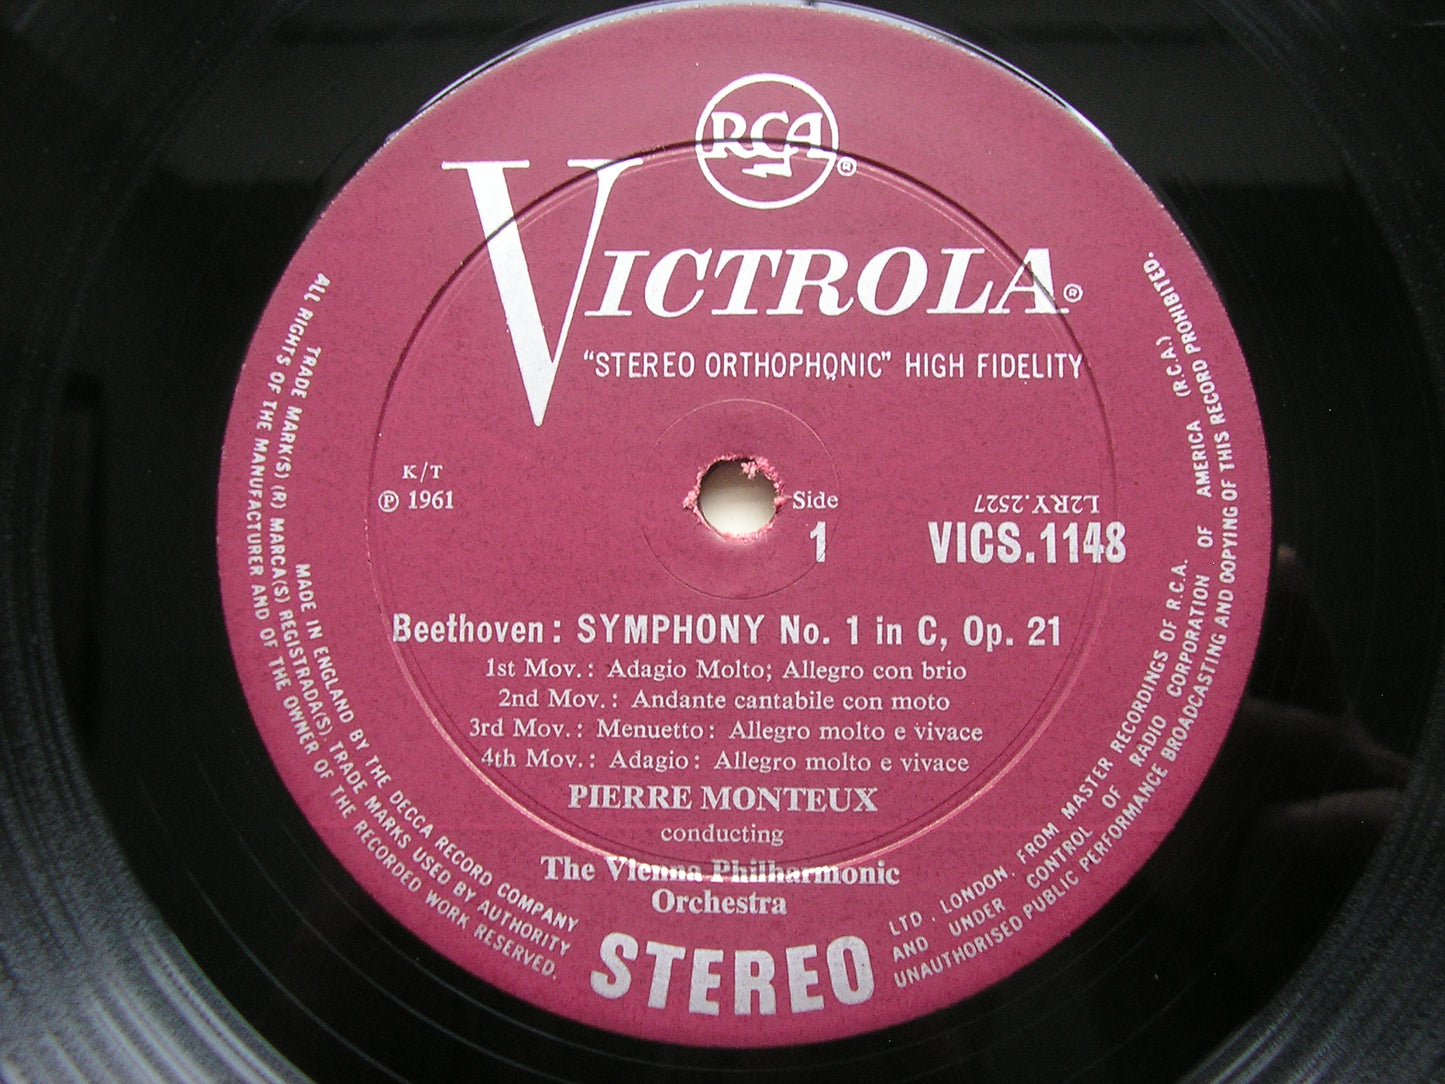 RCA ®
VICTROLA ®
"STEREO ORTHOPHONIC" HIGH FIDELITY
K/T
℗ 1961
Side
1
L2RY.2527
VICS.1148
Beethoven: SYMPHONY No. 1 in C, Op. 21
1st Mov.: Adagio Molto; Allegro con brio
2nd Mov.: Andante cantabile con moto
3rd Mov.: Menuetto: Allegro molto e vivace
4th Mov.: Adagio: Allegro molto e vivace
PIERRE MONTEUX
conducting
The Vienna Philharmonic
Orchestra
STEREO
MADE IN ENGLAND BY THE DECCA RECORD COMPANY LTD., LONDON, FROM MASTER RECORDINGS OF R.C.A.
TRADE MARK(S) (R) MARCA(S) REGISTRADA(S) TRADE MARKS USED BY AUTHORITY AND UNDER CONTROL OF RADIO CORPORATION OF AMERICA (R.C.A.)
ALL RIGHTS OF THE MANUFACTURER AND OF THE OWNER OF THE RECORDED WORK RESERVED. UNAUTHORISED PUBLIC PERFORMANCE BROADCASTING AND COPYING OF THIS RECORD PROHIBITED.